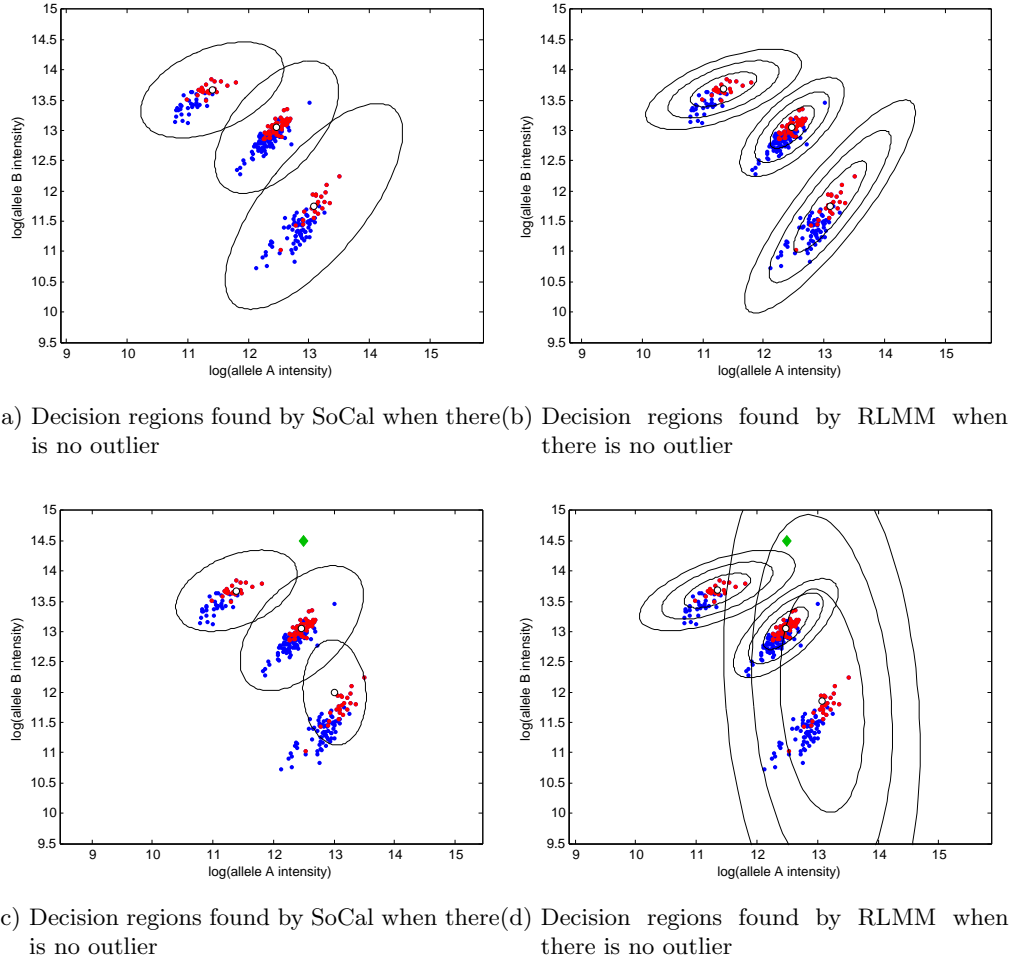 15
14.5
14
13.5
13
12.5
12
11.5
11
10.5
10
9.5
log(allele B intensity)
9 10 11 12 13 14 15
log(allele A intensity)
15
14.5
14
13.5
13
12.5
12
11.5
11
10.5
10
9.5
log(allele B intensity)
9 10 11 12 13 14 15
log(allele A intensity)
a) Decision regions found by SoCal when there
is no outlier
(b) Decision regions found by RLMM when
there is no outlier
15
14.5
14
13.5
13
12.5
12
11.5
11
10.5
10
9.5
log(allele B intensity)
9 10 11 12 13 14 15
log(allele A intensity)
15
14.5
14
13.5
13
12.5
12
11.5
11
10.5
10
9.5
log(allele B intensity)
9 10 11 12 13 14 15
log(allele A intensity)
c) Decision regions found by SoCal when there
is no outlier
(d) Decision regions found by RLMM when
there is no outlier